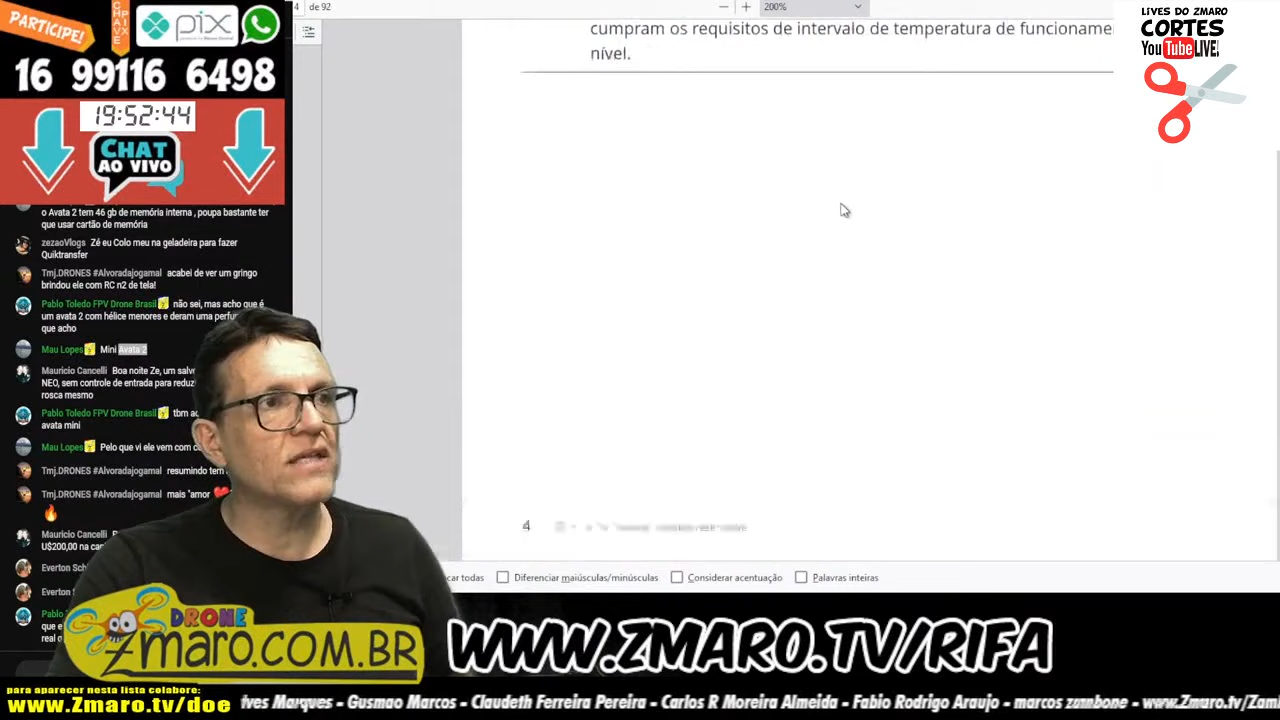 PARTICIPE!
CHAVE PIX
pix
16 99116 6498
19:52:44
CHAT
AO VIVO
o Avata 2 tem 46 gb de memória interna , poupa bastante ter
que usar cartão de memória
zezaoVlogs Zé eu Colo meu na geladeira para fazer
Quiktransfer
Tmj.DRONES #Alvoradajogamal acabei de ver um gringo
brindou ele com RC n2 de tela!
Pablo Toledo FPV Drone Brasil não sei, mas acho que é
um avata 2 com hélice menores e deram uma
que acho
Mau Lopes Mini Avata 2
Mauricio Cancelli Boa noite Ze, um
NEO, sem controle de entrada para
rosca mesmo
Pablo Toledo FPV Drone Brasil tbm
avata mini
Mau Lopes Pelo que vi ele vem com
Tmj.DRONES #Alvoradajogamal resumindo tem
Tmj.DRONES #Alvoradajogamal mais "amor
Mauricio Cancelli
U$200,00 na
Everton
Everton
Pablo
que e
real o
4 de 92
200%
cumpram os requisitos de intervalo de temperatura de
nível.
4
todas
Diferenciar maiúsculas/minúsculas
Considerar acentuação
Palavras inteiras
LIVES DO ZMARO
CORTES
YouTube LIVE!
DRONE
Zmaro.COM.BR
WWW.ZMARO.TV/RIFA
para aparecer nesta lista colabore:
www.Zmaro.tv/doe
Marques - Gusmao Marcos - Claudeth Ferreira Pereira - Carlos R Moreira Almeida - Fabio Rodrigo Araujo - marcos zambone - www.Zmaro.tv/